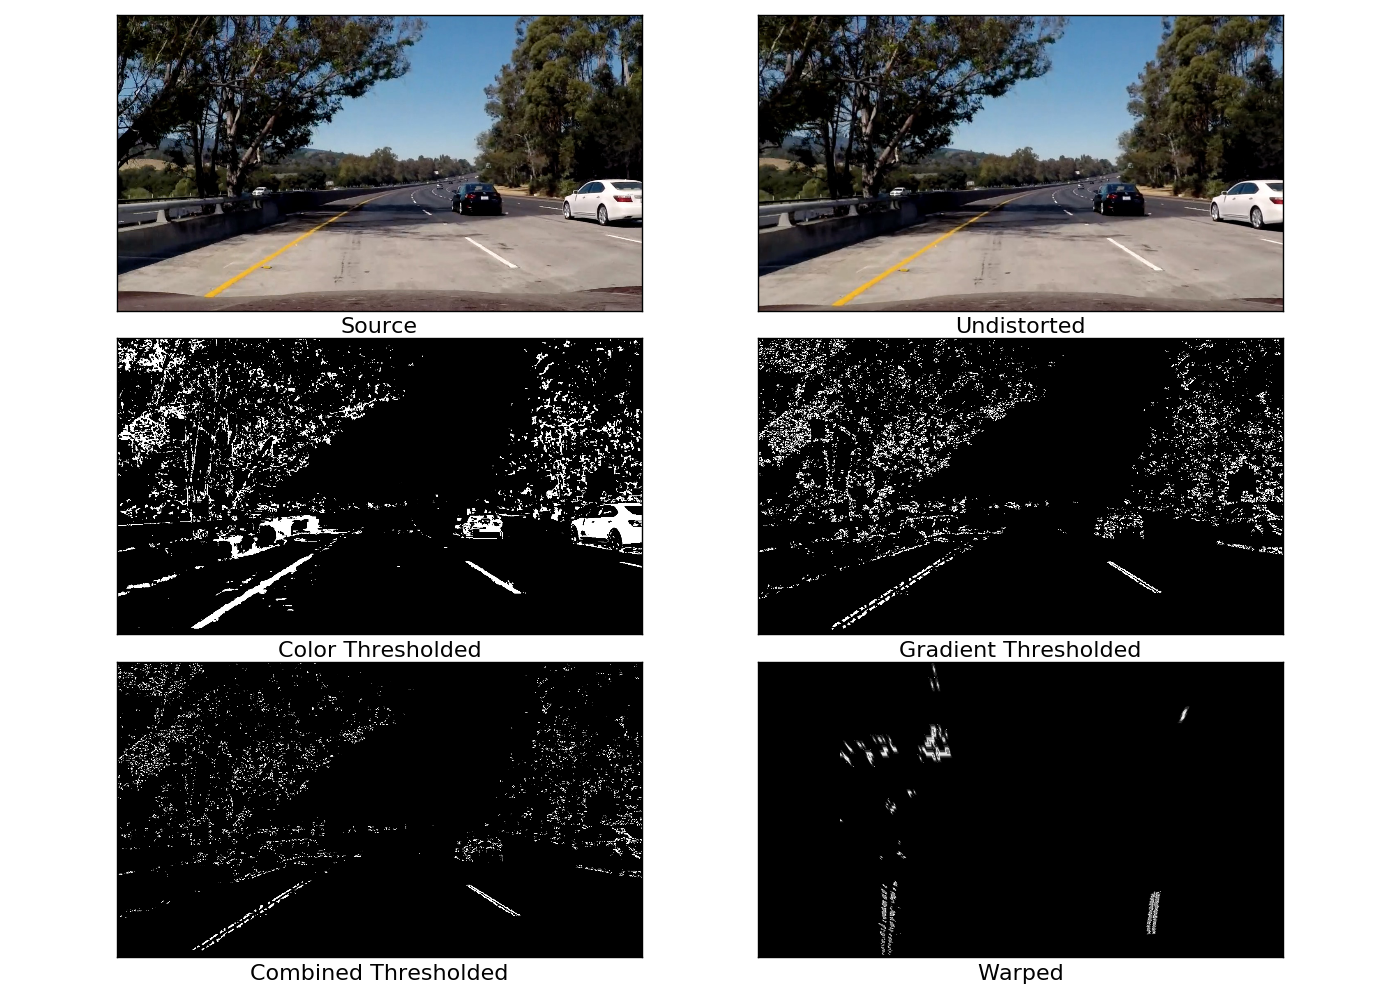 Source
Undistorted
Color Thresholded
Gradient Thresholded
Combined Thresholded
Warped